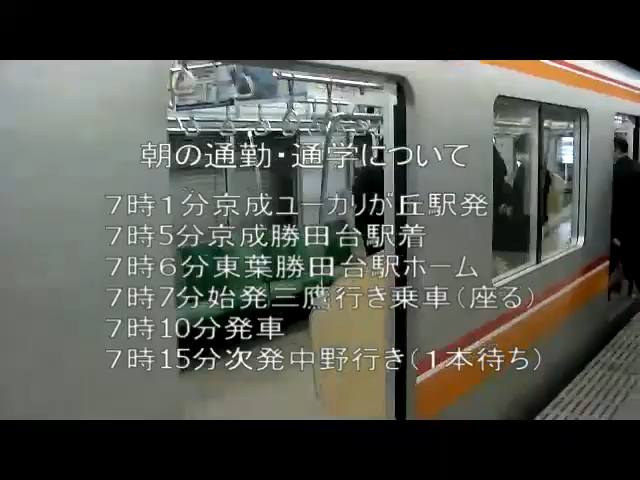 朝の通勤・通学について
7時1分京成ユーカリが丘駅発
7時5分京成勝田台駅着
7時6分東葉勝田台駅ホーム
7時7分始発三鷹行き乗車(座る)
7時10分発車
7時15分次発中野行き(1本待ち)